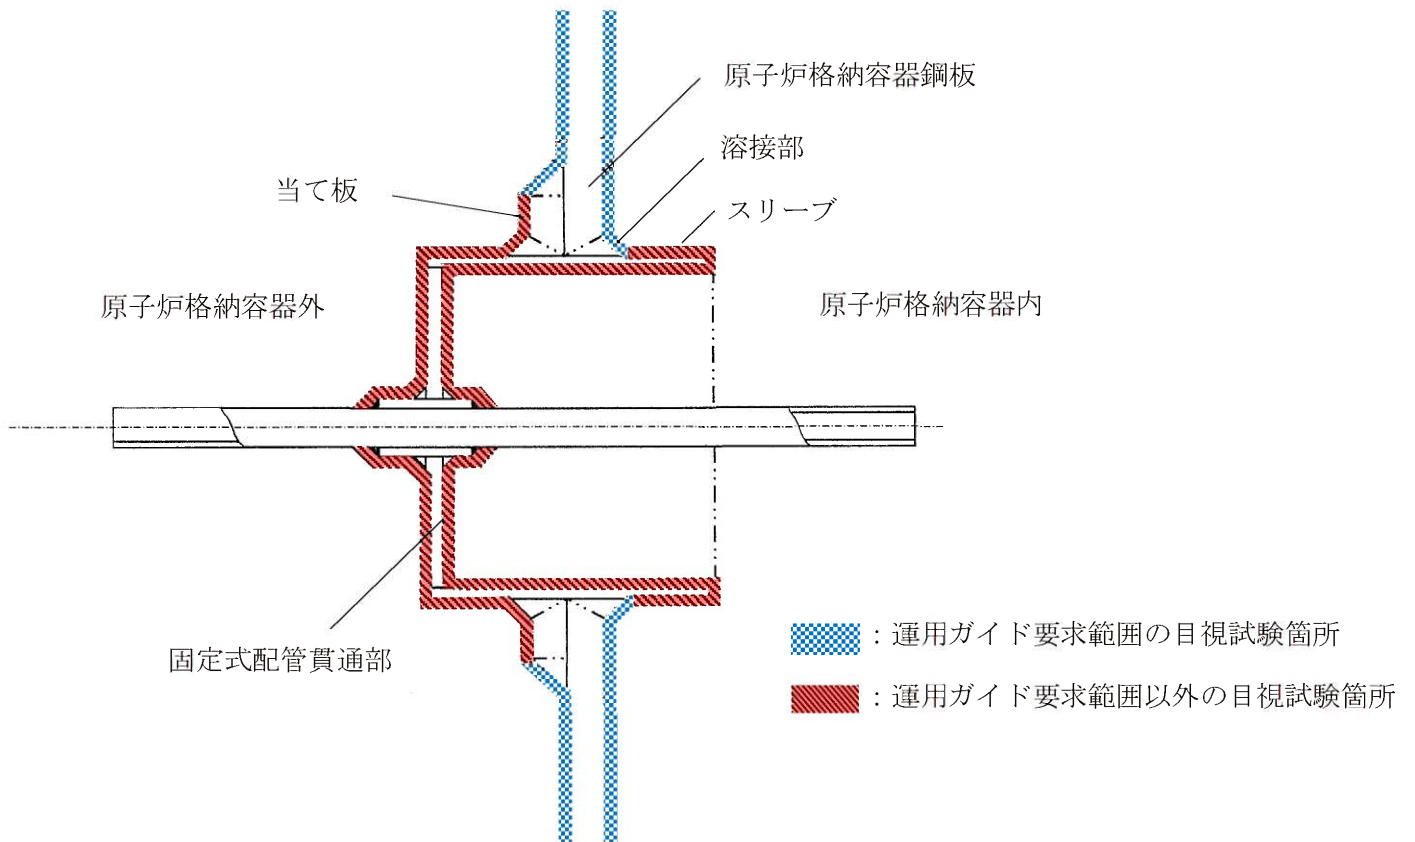 原子炉格納容器鋼板
溶接部
当て板
スリーブ
原子炉格納容器外
原子炉格納容器内
固定式配管貫通部
：運用ガイド要求範囲の目視試験箇所
：運用ガイド要求範囲以外の目視試験箇所